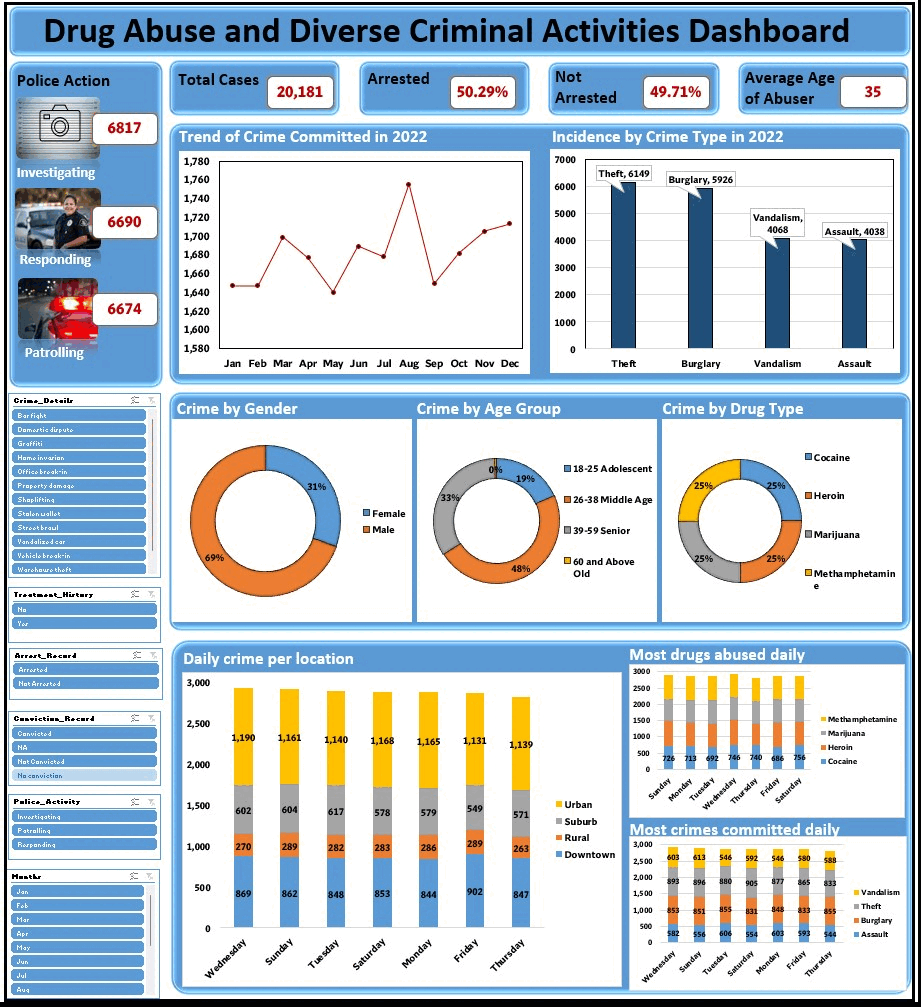 Drug Abuse and Diverse Criminal Activities Dashboard
Police Action
6817
Investigating
6690
Responding
6674
Patrolling
Total Cases
20,181
Arrested
50.29%
Not
Arrested
49.71%
Average Age
of Abuser
35
Trend of Crime Committed in 2022
1,780
1,760
1,740
1,720
1,700
1,680
1,660
1,640
1,620
1,600
1,580
Jan Feb Mar Apr May Jun Jul Aug Sep Oct Nov Dec
Incidence by Crime Type in 2022
7000
6000
5000
4000
3000
2000
1000
0
Theft, 6149
Burglary, 5926
Vandalism,
4068
Assault, 4038
Theft Burglary Vandalism Assault
Crime_Details
Bar fight
Domestic dispute
Graffiti
Home invasion
Office break-in
Property damage
Shoplifting
Stolen wallet
Street brawl
Vandalized car
Vehicle break-in
Warehouse theft
Treatment_History
No
Yes
Arrest_Record
Arrested
Not Arrested
Conviction_Record
Convicted
NA
Not Convicted
No conviction
Police_Activity
Investigating
Patrolling
Responding
Months
Jan
Feb
Mar
Apr
May
Jun
Jul
Aug
Crime by Gender
31%
69%
Female
Male
Crime by Age Group
0%
19%
33%
48%
18-25 Adolescent
26-38 Middle Age
39-59 Senior
60 and Above
Old
Crime by Drug Type
25% 25%
25% 25%
Cocaine
Heroin
Marijuana
Methamphetamin
e
Daily crime per location
3,000
2,500
2,000
1,500
1,000
500
0
1,190 1,161 1,140 1,168 1,165 1,131 1,139
602 604 617 578 579 549 571
270 289 282 283 286 289 263
869 862 848 853 844 902 847
Wednesday Sunday Tuesday Saturday Monday Friday Thursday
Urban
Suburb
Rural
Downtown
Most drugs abused daily
3000
2500
2000
1500
1000
500
0
726 713 692 746 740 686 756
Sunday Monday Tuesday Wednesday Thursday Friday Saturday
Methamphetamine
Marijuana
Heroin
Cocaine
Most crimes committed daily
3,000
2,500
2,000
1,500
1,000
500
0
603 613 546 592 546 580 588
893 896 880 905 877 865 833
853 851 855 831 848 833 855
582 556 606 554 603 593 544
Wednesday Sunday Tuesday Saturday Monday Friday Thursday
Vandalism
Theft
Burglary
Assault